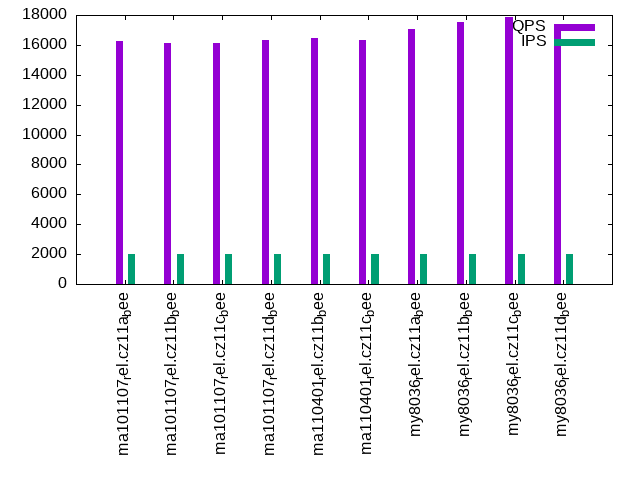 18000
16000
14000
12000
10000
8000
6000
4000
2000
0
QPS
IPS
ma101107rel.cz11abee
ma101107rel.cz11bbee
ma101107rel.cz11cbee
ma101107rel.cz11dbee
ma110401rel.cz11bbee
ma110401rel.cz11cbee
my8036rel.cz11abee
my8036rel.cz11bbee
my8036rel.cz11cbee
my8036rel.cz11dbee